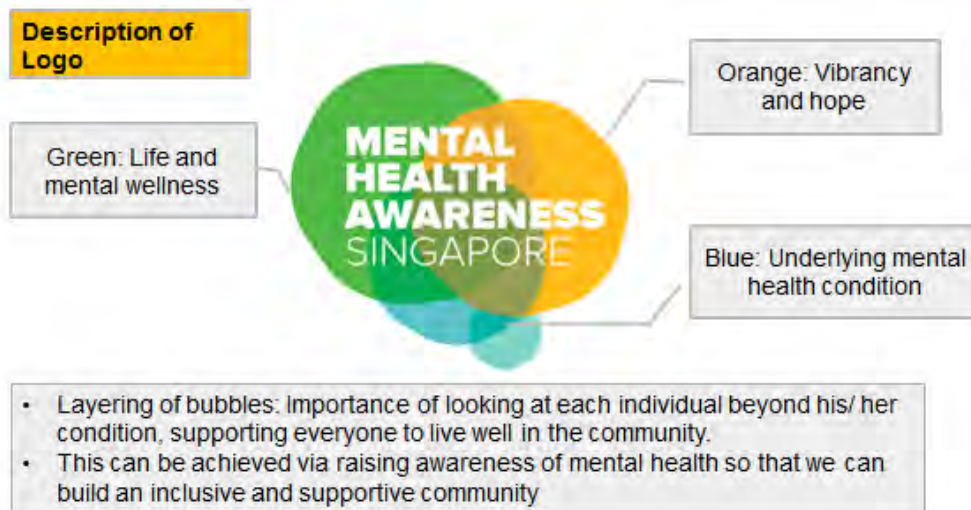 Description of
Logo
Green: Life and
mental wellness
MENTAL
HEALTH
AWARENESS
SINGAPORE
Orange: Vibrancy
and hope
Blue: Underlying mental
health condition
• Layering of bubbles: Importance of looking at each individual beyond his/ her
condition, supporting everyone to live well in the community.
• This can be achieved via raising awareness of mental health so that we can
build an inclusive and supportive community